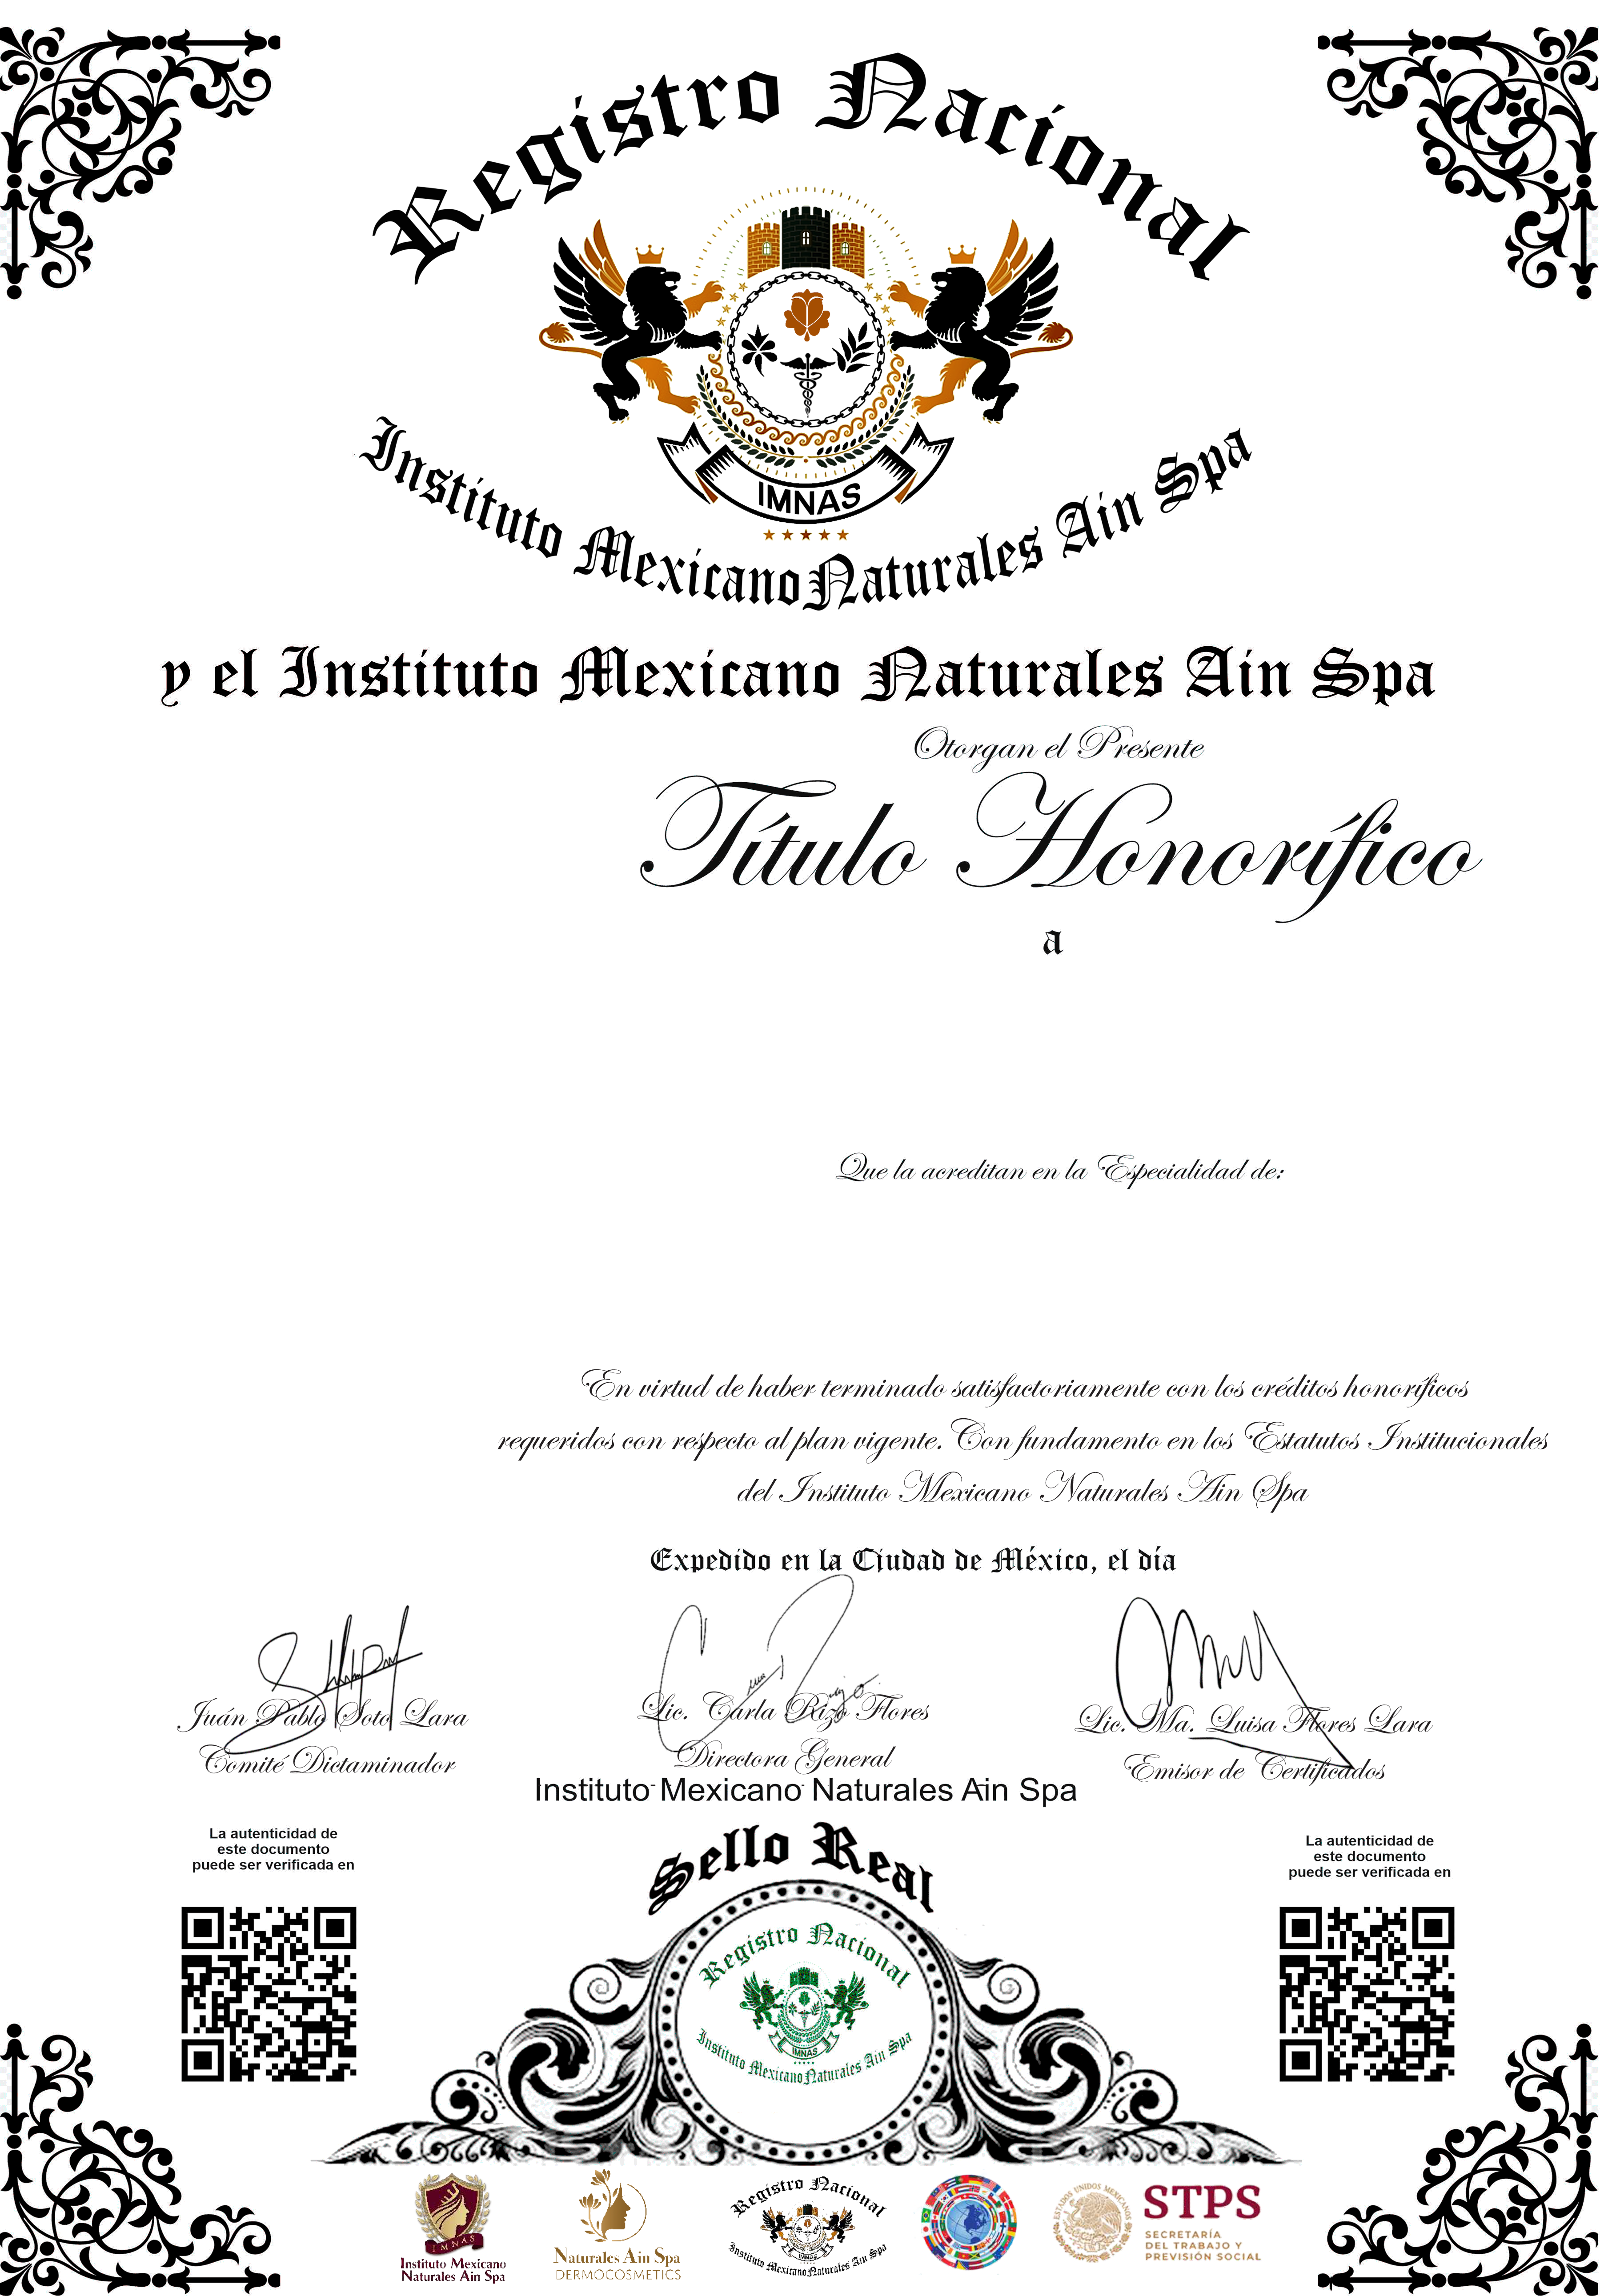 Registro Nacional
IMNAS
Instituto Mexicano Naturales Ain Spa
y el Instituto Mexicano Naturales Ain Spa
Otorgan el Presente
Título Honorífico
a
Que la acreditan en la Especialidad de:
En virtud de haber terminado satisfactoriamente con los créditos honoríficos
requeridos con respecto al plan vigente. Con fundamento en los Estatutos Institucionales
del Instituto Mexicano Naturales Ain Spa
Expedido en la Ciudad de México, el día
Juán Pablo Soto Lara
Comité Dictaminador
Lic. Carla Rizo Flores
Directora General
Lic. Ma. Luisa Flores Lara
Emisor de Certificados
Instituto Mexicano Naturales Ain Spa
La autenticidad de
este documento
puede ser verificada en
La autenticidad de
este documento
puede ser verificada en
Sello Real
Registro Nacional
IMNAS
Instituto Mexicano Naturales Ain Spa
IMNAS
Instituto Mexicano
Naturales Ain Spa
Naturales Ain Spa
DERMOCOSMETICS
Registro Nacional
IMNAS
Instituto Mexicano Naturales Ain Spa
ESTADOS UNIDOS MEXICANOS
STPS
SECRETARÍA
DEL TRABAJO Y
PREVISIÓN SOCIAL